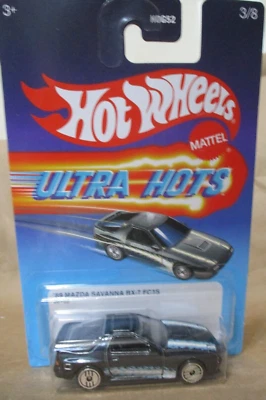 3+
HDG52
3/8
Hot Wheels
MATTEL
ULTRA HOTS
MAZDA SAVANNA RX-7 FC3S